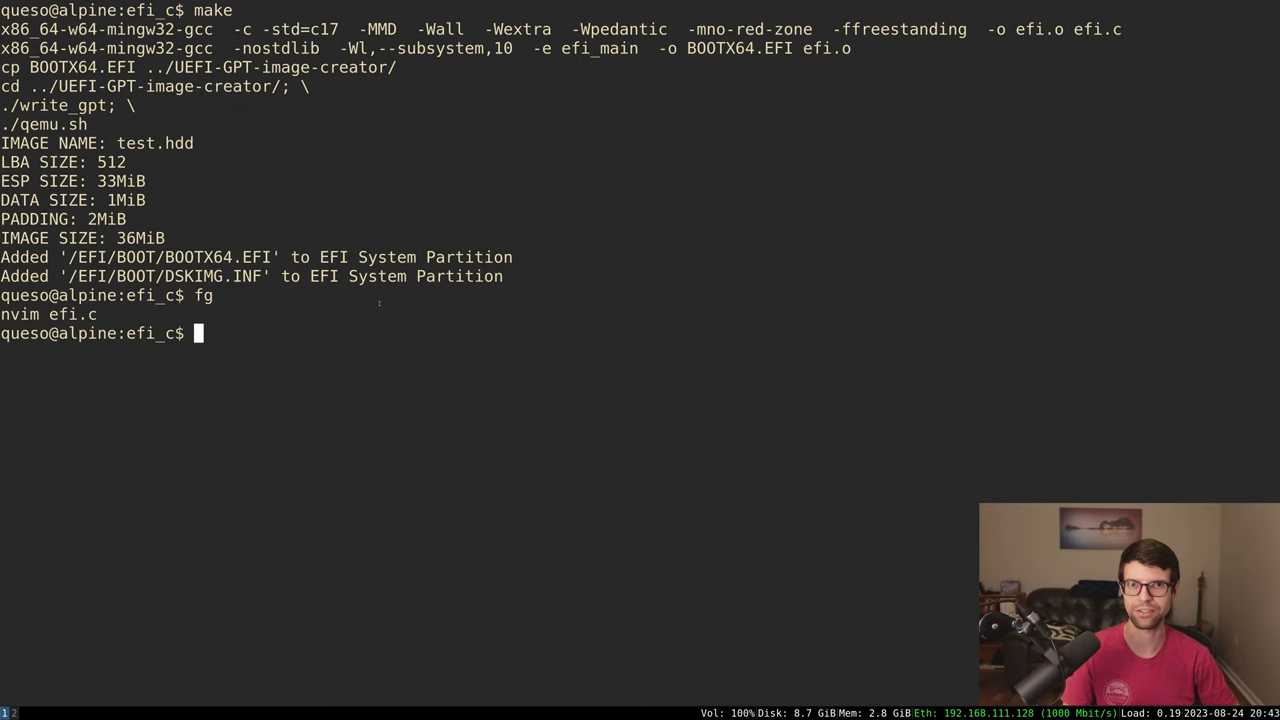 queso@alpine:efi_c$ make
x86_64-w64-mingw32-gcc  -c -std=c17  -MMD  -Wall  -Wextra  -Wpedantic  -mno-red-zone  -ffreestanding  -o efi.o efi.c
x86_64-w64-mingw32-gcc  -nostdlib  -Wl,--subsystem,10  -e efi_main  -o BOOTX64.EFI efi.o
cp BOOTX64.EFI ../UEFI-GPT-image-creator/
cd ../UEFI-GPT-image-creator/; \
./write_gpt; \
./qemu.sh
IMAGE NAME: test.hdd
LBA SIZE: 512
ESP SIZE: 33MiB
DATA SIZE: 1MiB
PADDING: 2MiB
IMAGE SIZE: 36MiB
Added '/EFI/BOOT/BOOTX64.EFI' to EFI System Partition
Added '/EFI/BOOT/DSKIMG.INF' to EFI System Partition
queso@alpine:efi_c$ fg
nvim efi.c
queso@alpine:efi_c$
1 2 Vol: 100% Disk: 8.7 GiB Mem: 2.8 GiB Eth: 192.168.111.128 (1000 Mbit/s) Load: 0.19 2023-08-24 20:43